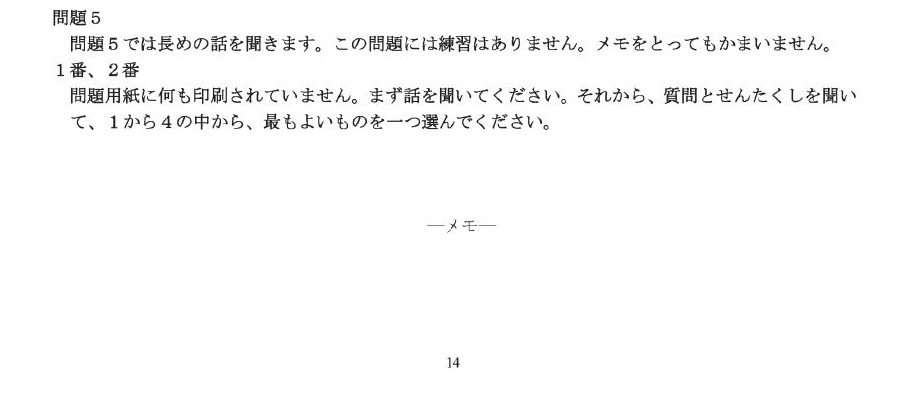 問題５
問題５では長めの話を聞きます。この問題には練習はありません。メモをとってもかまいません。
１番、２番
問題用紙に何も印刷されていません。まず話を聞いてください。それから、質問とせんたくしを聞い
て、１から４の中から、最もよいものを一つ選んでください。
―メモ―
14